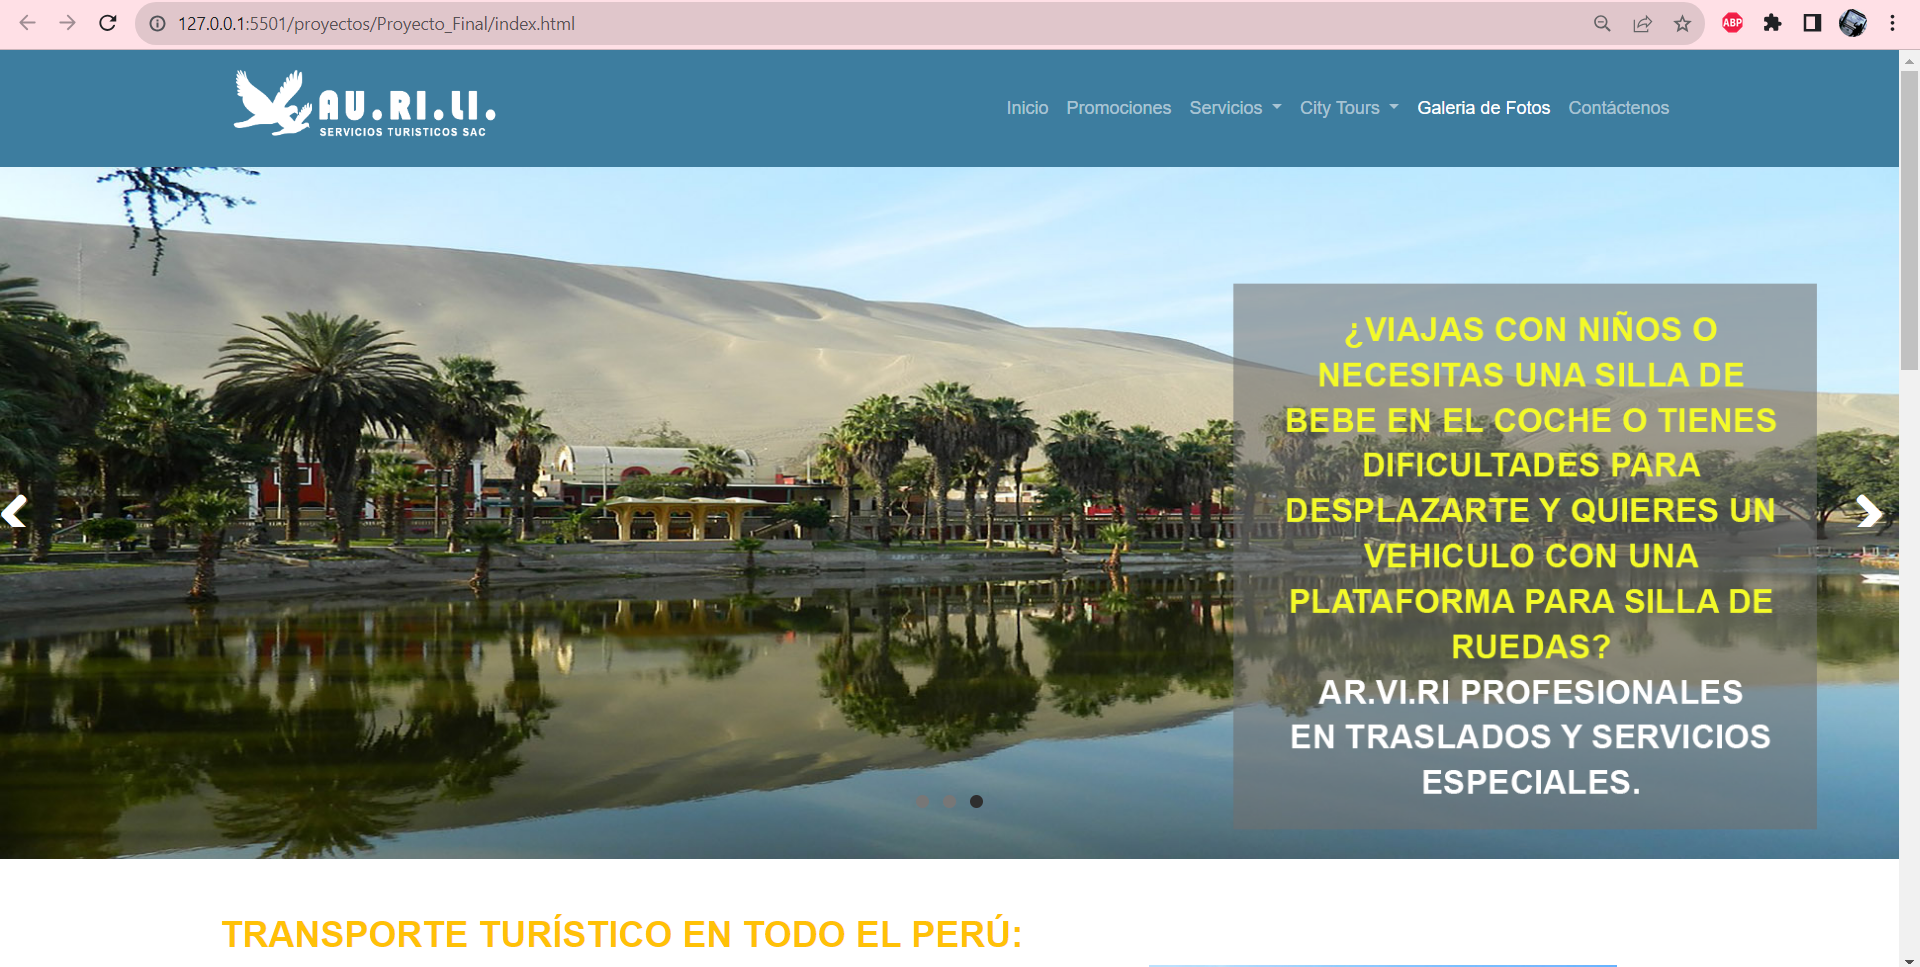 127.0.0.1:5501/proyectos/Proyecto_Final/index.html
ABP
AU.RI.LI.
SERVICIOS TURISTICOS SAC
Inicio Promociones Servicios City Tours Galeria de Fotos Contáctenos
¿VIAJAS CON NIÑOS O
NECESITAS UNA SILLA DE
BEBE EN EL COCHE O TIENES
DIFICULTADES PARA
DESPLAZARTE Y QUIERES UN
VEHICULO CON UNA
PLATAFORMA PARA SILLA DE
RUEDAS?
AR.VI.RI PROFESIONALES
EN TRASLADOS Y SERVICIOS
ESPECIALES.
TRANSPORTE TURÍSTICO EN TODO EL PERÚ: